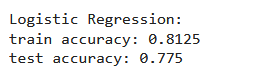 Logistic Regression:
train accuracy: 0.8125
test accuracy: 0.775